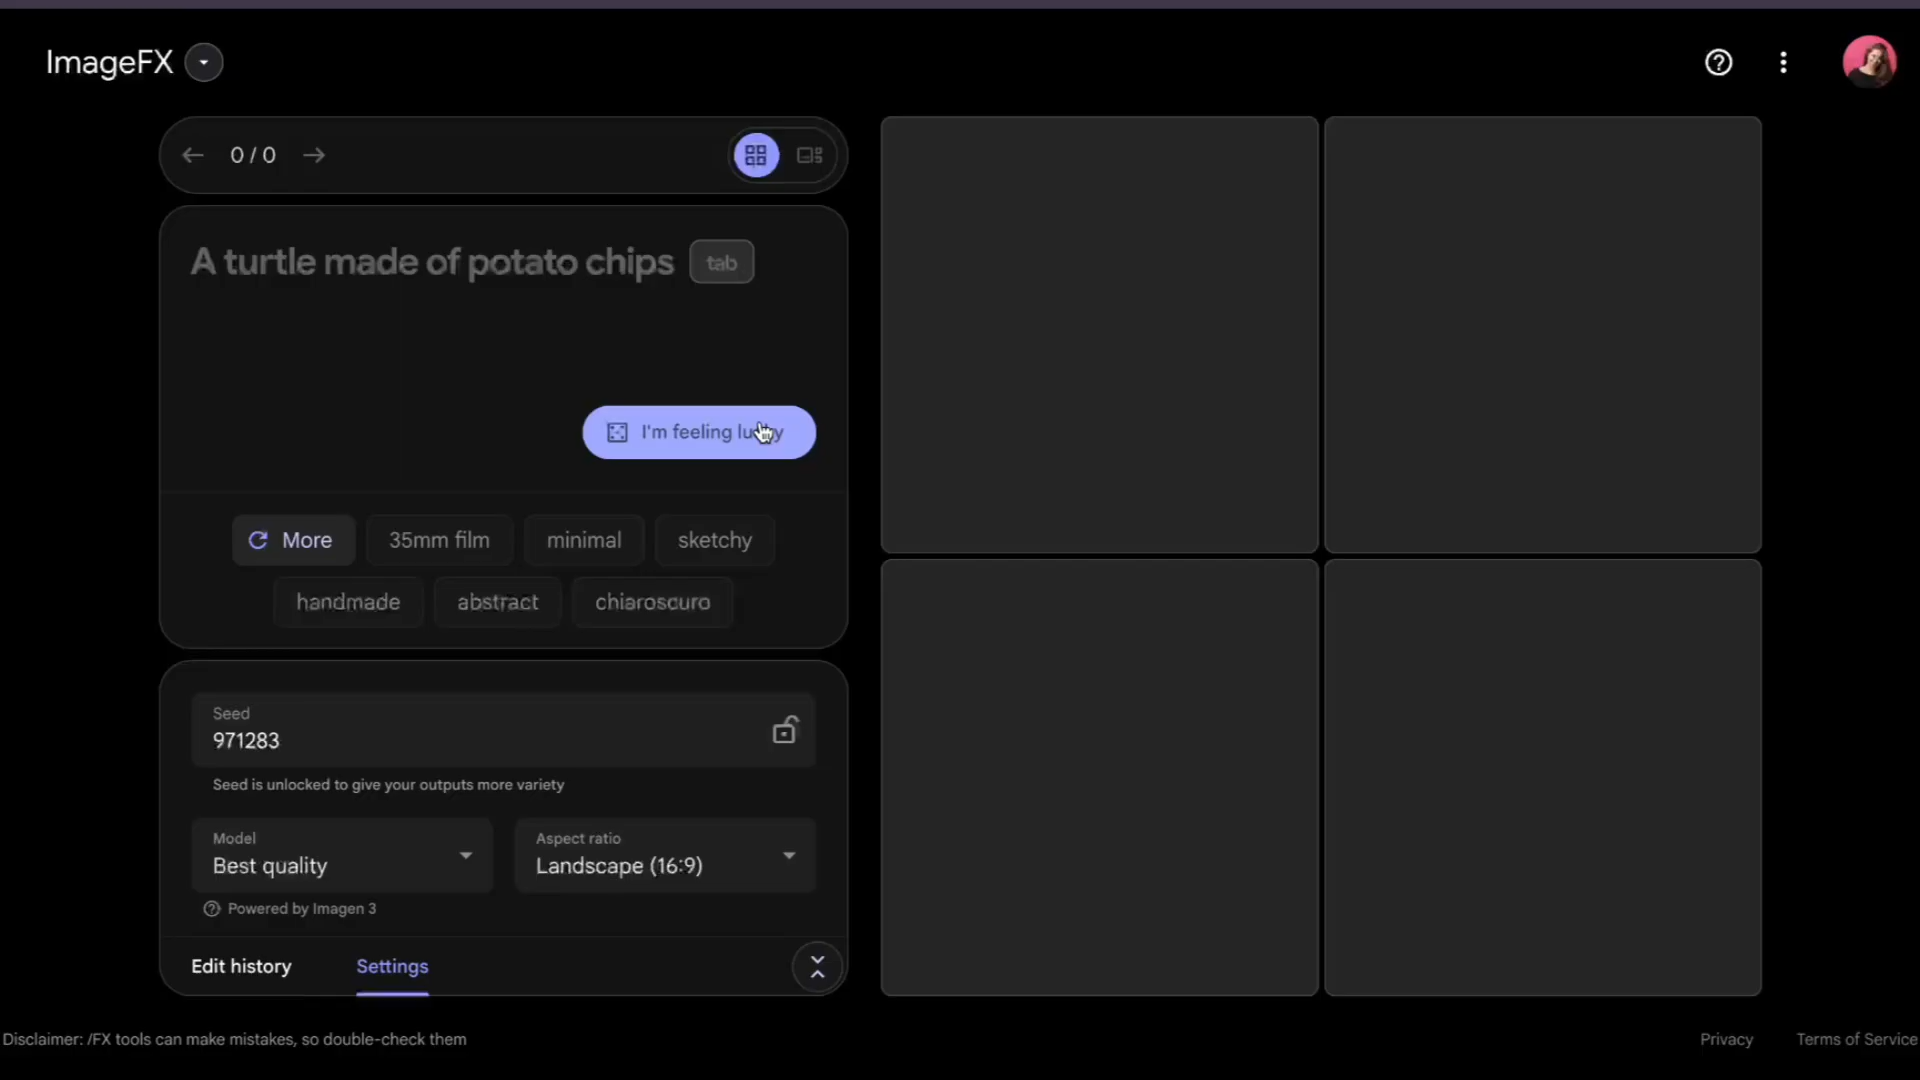 ImageFX
0 / 0
A turtle made of potato chips tab
I'm feeling lucky
More 35mm film minimal sketchy
handmade abstract chiaroscuro
Seed
971283
Seed is unlocked to give your outputs more variety
Model Aspect ratio
Best quality Landscape (16:9)
Powered by Imagen 3
Edit history Settings
Disclaimer: /FX tools can make mistakes, so double-check them Privacy Terms of Service